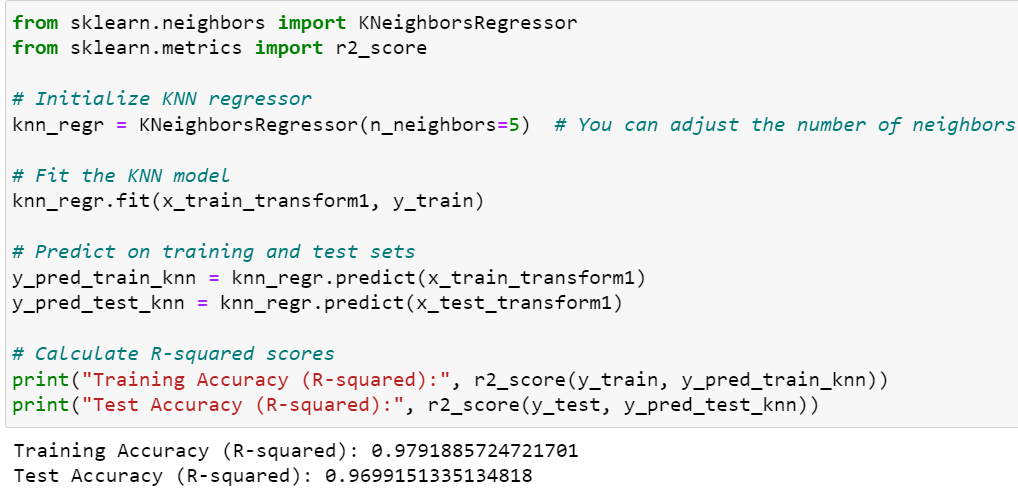 from sklearn.neighbors import KNeighborsRegressor
from sklearn.metrics import r2_score
# Initialize KNN regressor
knn_regr = KNeighborsRegressor(n_neighbors=5)  # You can adjust the number of neighbors
# Fit the KNN model
knn_regr.fit(x_train_transform1, y_train)
# Predict on training and test sets
y_pred_train_knn = knn_regr.predict(x_train_transform1)
y_pred_test_knn = knn_regr.predict(x_test_transform1)
# Calculate R-squared scores
print("Training Accuracy (R-squared):", r2_score(y_train, y_pred_train_knn))
print("Test Accuracy (R-squared):", r2_score(y_test, y_pred_test_knn))
Training Accuracy (R-squared): 0.9791885724721701
Test Accuracy (R-squared): 0.9699151335134818